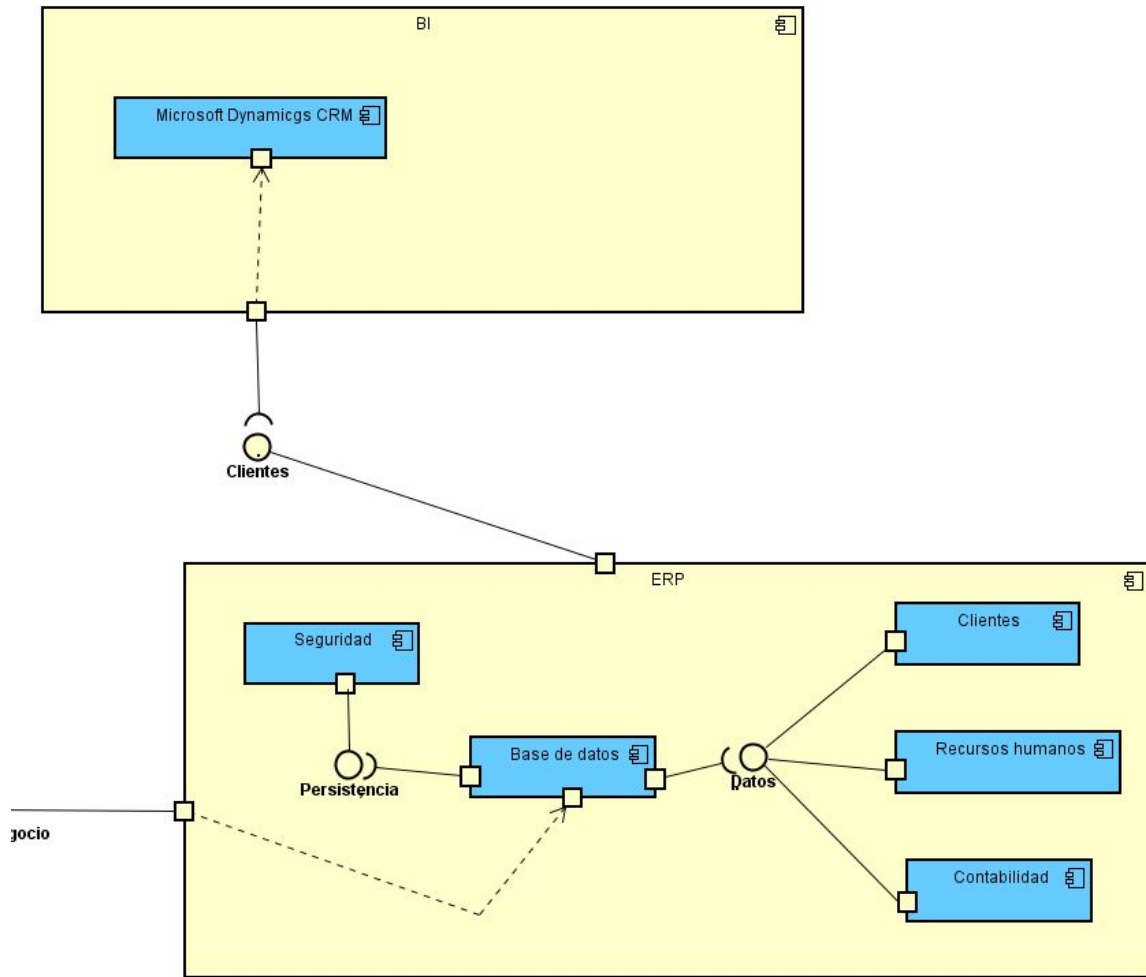 BI
Microsoft Dynamicgs CRM
Clientes
ERP
Seguridad
Clientes
Base de datos
Recursos humanos
Persistencia
Datos
gocio
Contabilidad